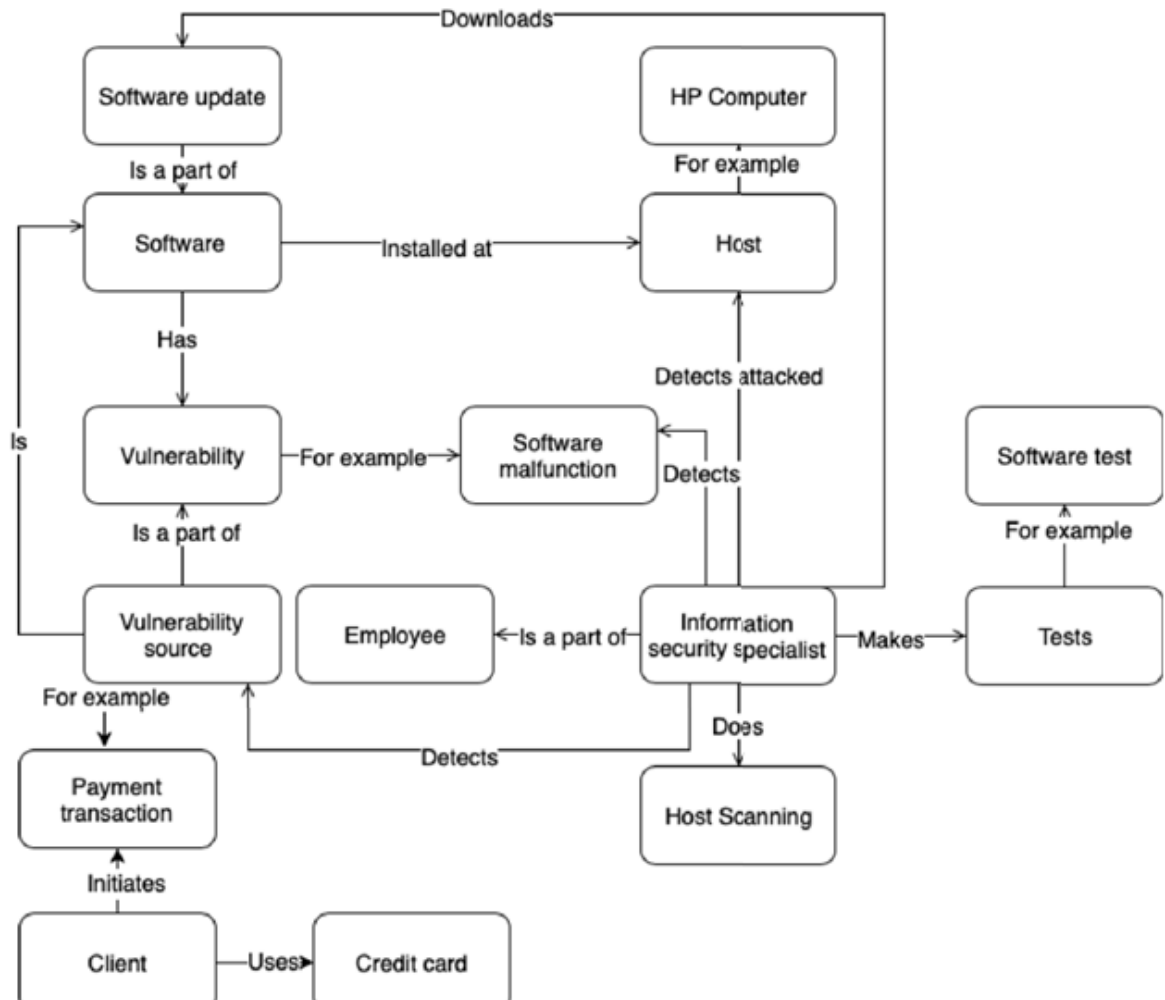 Downloads
Software update
HP Computer
Is a part of
For example
Software
Installed at
Host
Has
Detects attacked
Is
Vulnerability
For example
Software
malfunction
Detects
Software test
Is a part of
For example
Vulnerability
source
Employee
Is a part of
Information
security specialist
Makes
Tests
For example
Detects
Does
Payment
transaction
Host Scanning
Initiates
Client
Uses
Credit card